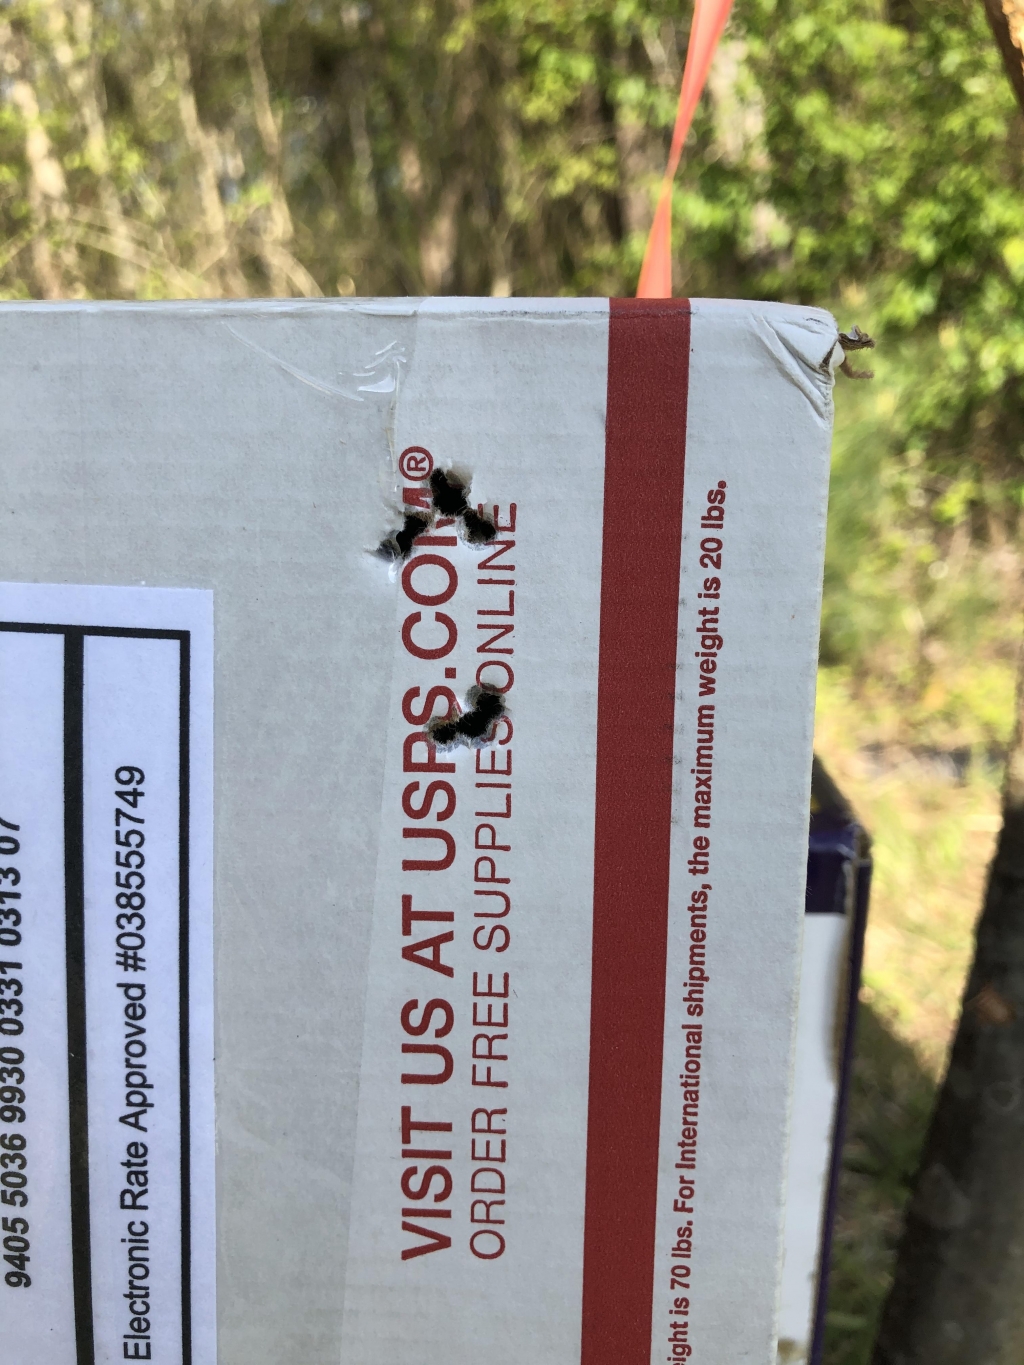 9405 5036 9930 0331 0313 07
Electronic Rate Approved #038555749
VISIT US AT USPS.COM®
ORDER FREE SUPPLIES ONLINE
is 70 lbs. For International shipments, the maximum weight is 20 lbs.